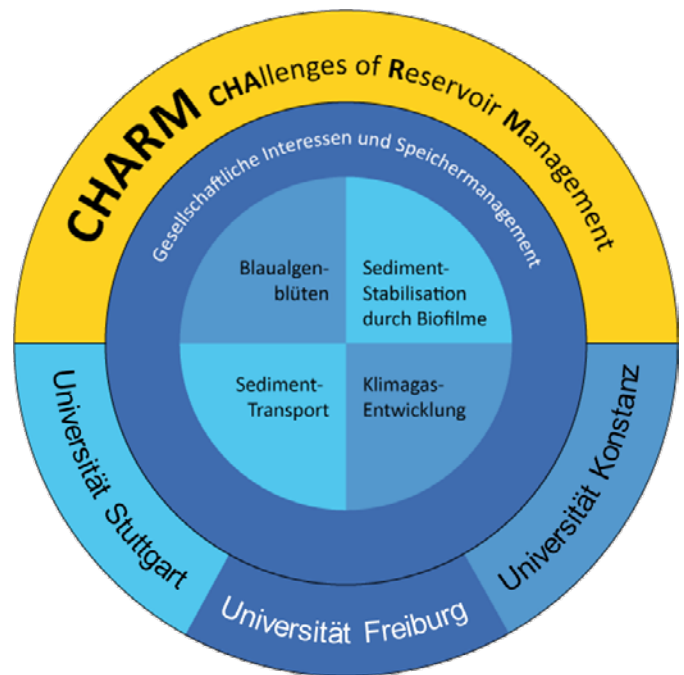 CHARM CHAllenges of Reservoir Management
Gesellschaftliche Interessen und Speichermanagement
Blaualgen-
blüten
Sediment-
Stabilisation
durch Biofilme
Sediment-
Transport
Klimagas-
Entwicklung
Universität Stuttgart
Universität Freiburg
Universität Konstanz